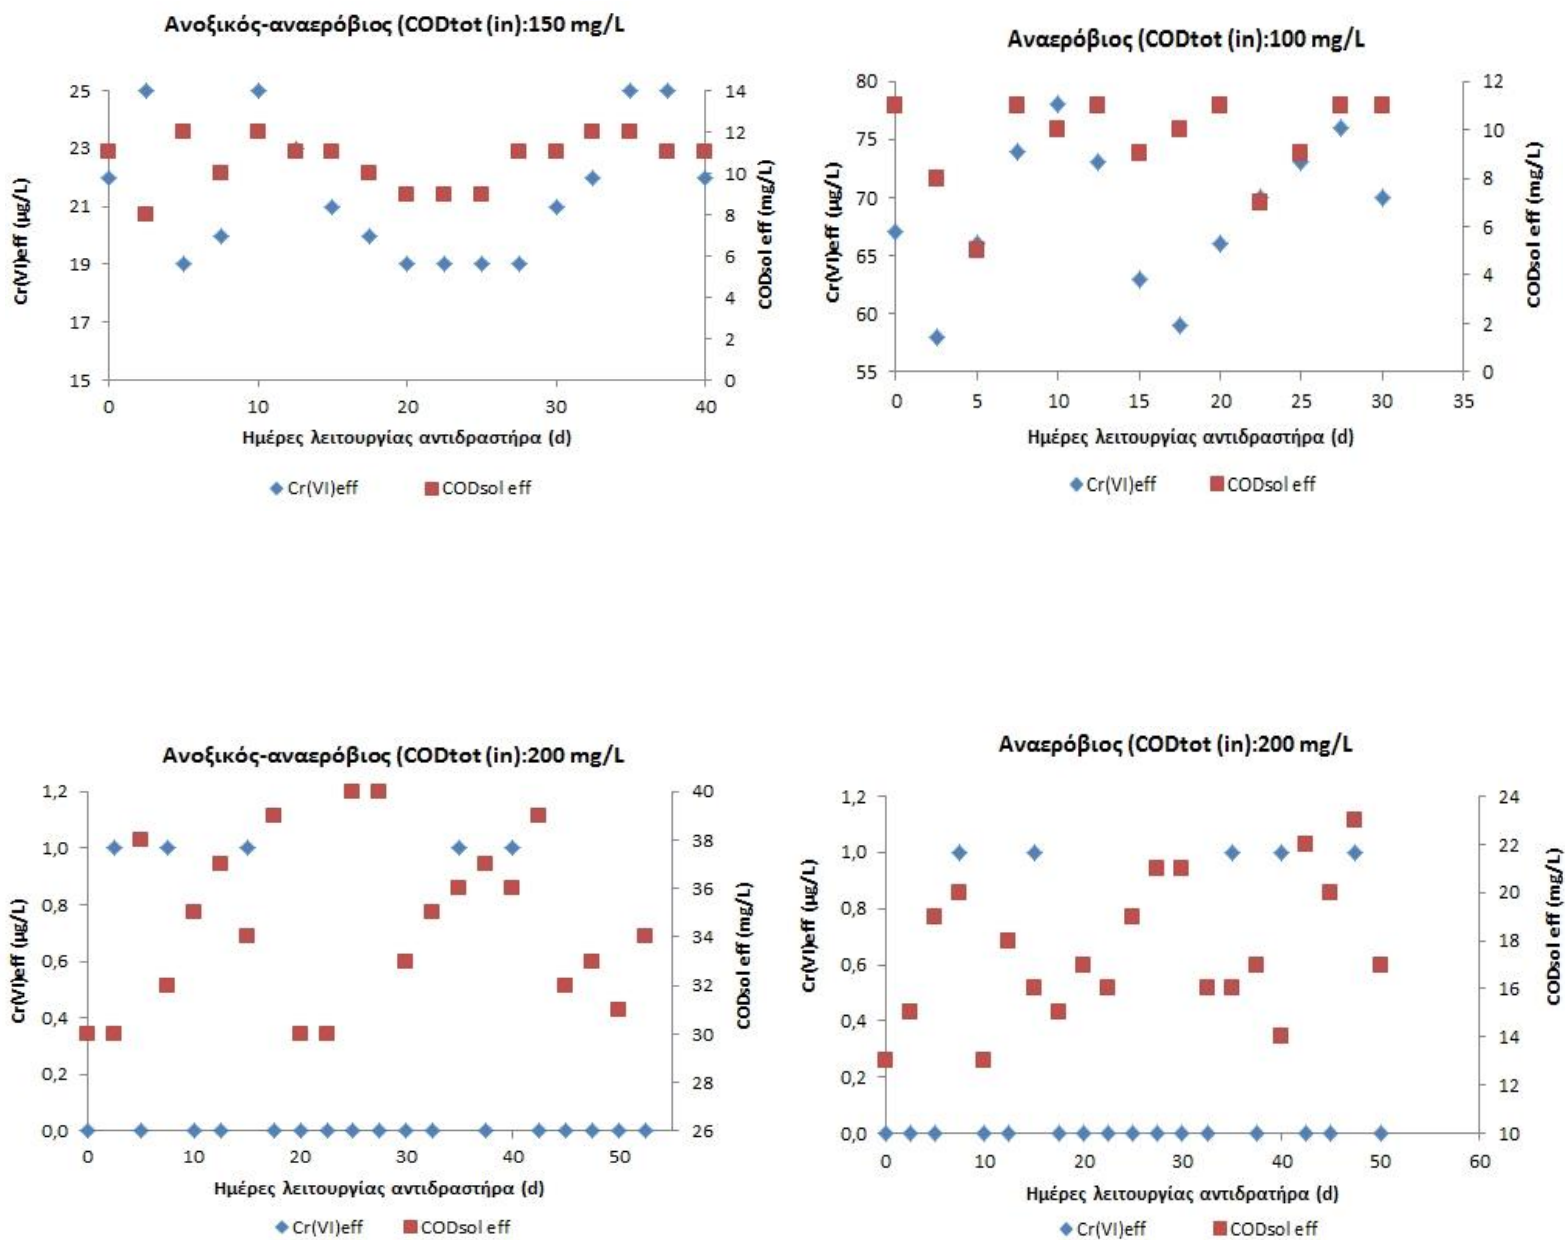 Ανοξικός-αναερόβιος (CODtot (in):150 mg/L
25
23
21
19
17
15
14
12
10
8
6
4
2
0
0 10 20 30 40
Cr(VI)eff (μg/L)
CODsol eff (mg/L)
Ημέρες λειτουργίας αντιδραστήρα (d)
Cr(VI)eff CODsol eff
Αναερόβιος (CODtot (in):100 mg/L
80
75
70
65
60
55
12
10
8
6
4
2
0
0 5 10 15 20 25 30 35
Cr(VI)eff (μg/L)
CODsol eff (mg/L)
Ημέρες λειτουργίας αντιδραστήρα (d)
Cr(VI)eff CODsol eff
Ανοξικός-αναερόβιος (CODtot (in):200 mg/L
1,2
1,0
0,8
0,6
0,4
0,2
0,0
40
38
36
34
32
30
28
26
0 10 20 30 40 50
Cr(VI)eff (μg/L)
CODsol eff (mg/L)
Ημέρες λειτουργίας αντιδραστήρα (d)
Cr(VI)eff CODsol eff
Αναερόβιος (CODtot (in):200 mg/L
1,2
1,0
0,8
0,6
0,4
0,2
0,0
24
22
20
18
16
14
12
10
0 10 20 30 40 50 60
Cr(VI)eff (μg/L)
CODsol eff (mg/L)
Ημέρες λειτουργίας αντιδρατήρα (d)
Cr(VI)eff CODsol eff